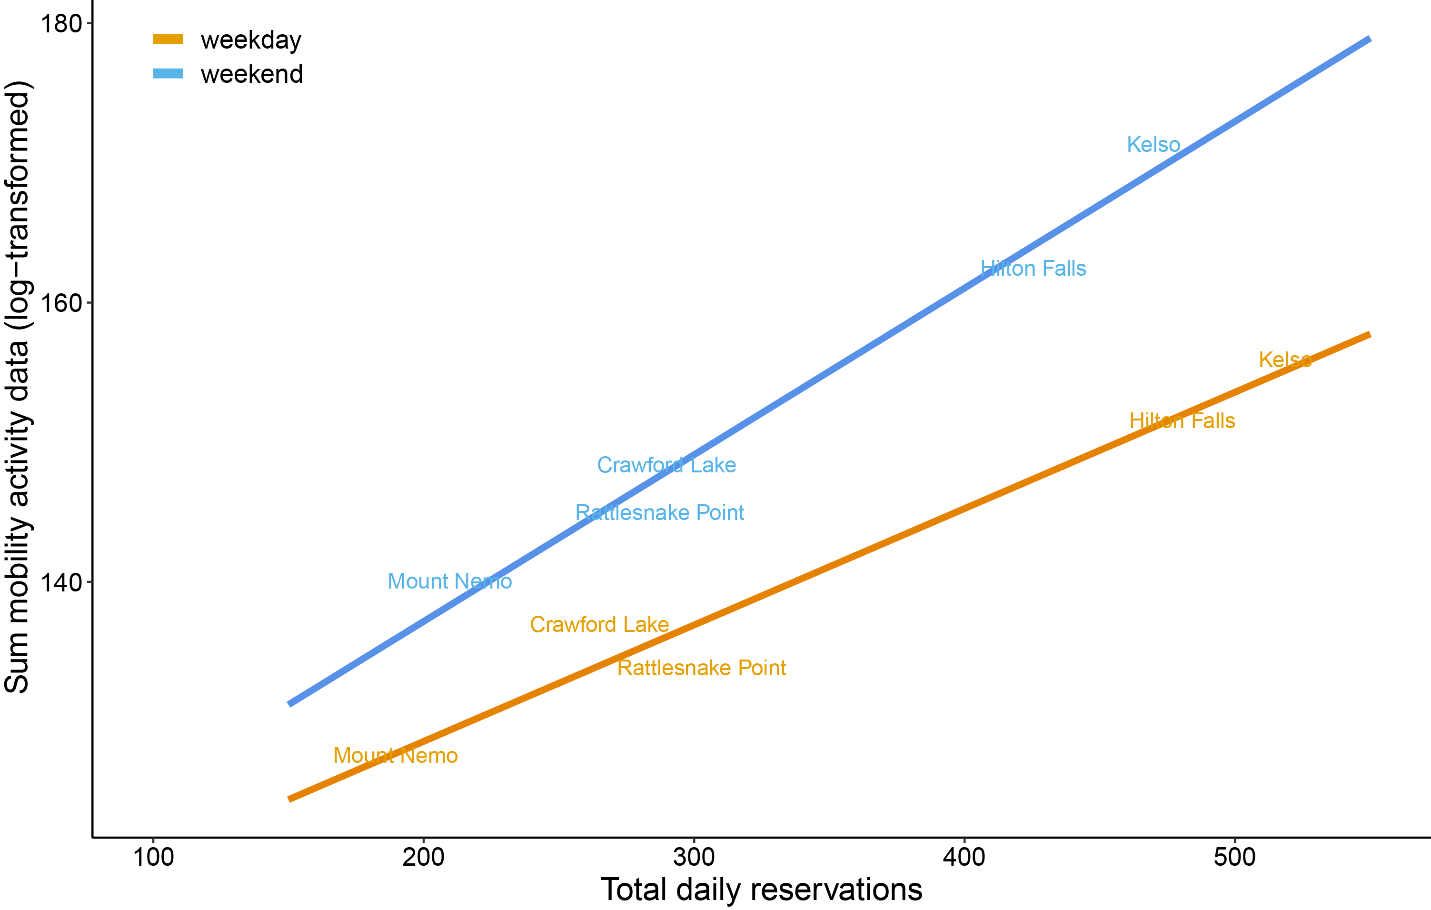 180
weekday
weekend
Kelso
Hilton Falls
160
Kelso
Hilton Falls
Crawford Lake
Rattlesnake Point
140
Mount Nemo
Crawford Lake
Rattlesnake Point
Mount Nemo
Sum mobility activity data (log−transformed)
100 200 300 400 500
Total daily reservations